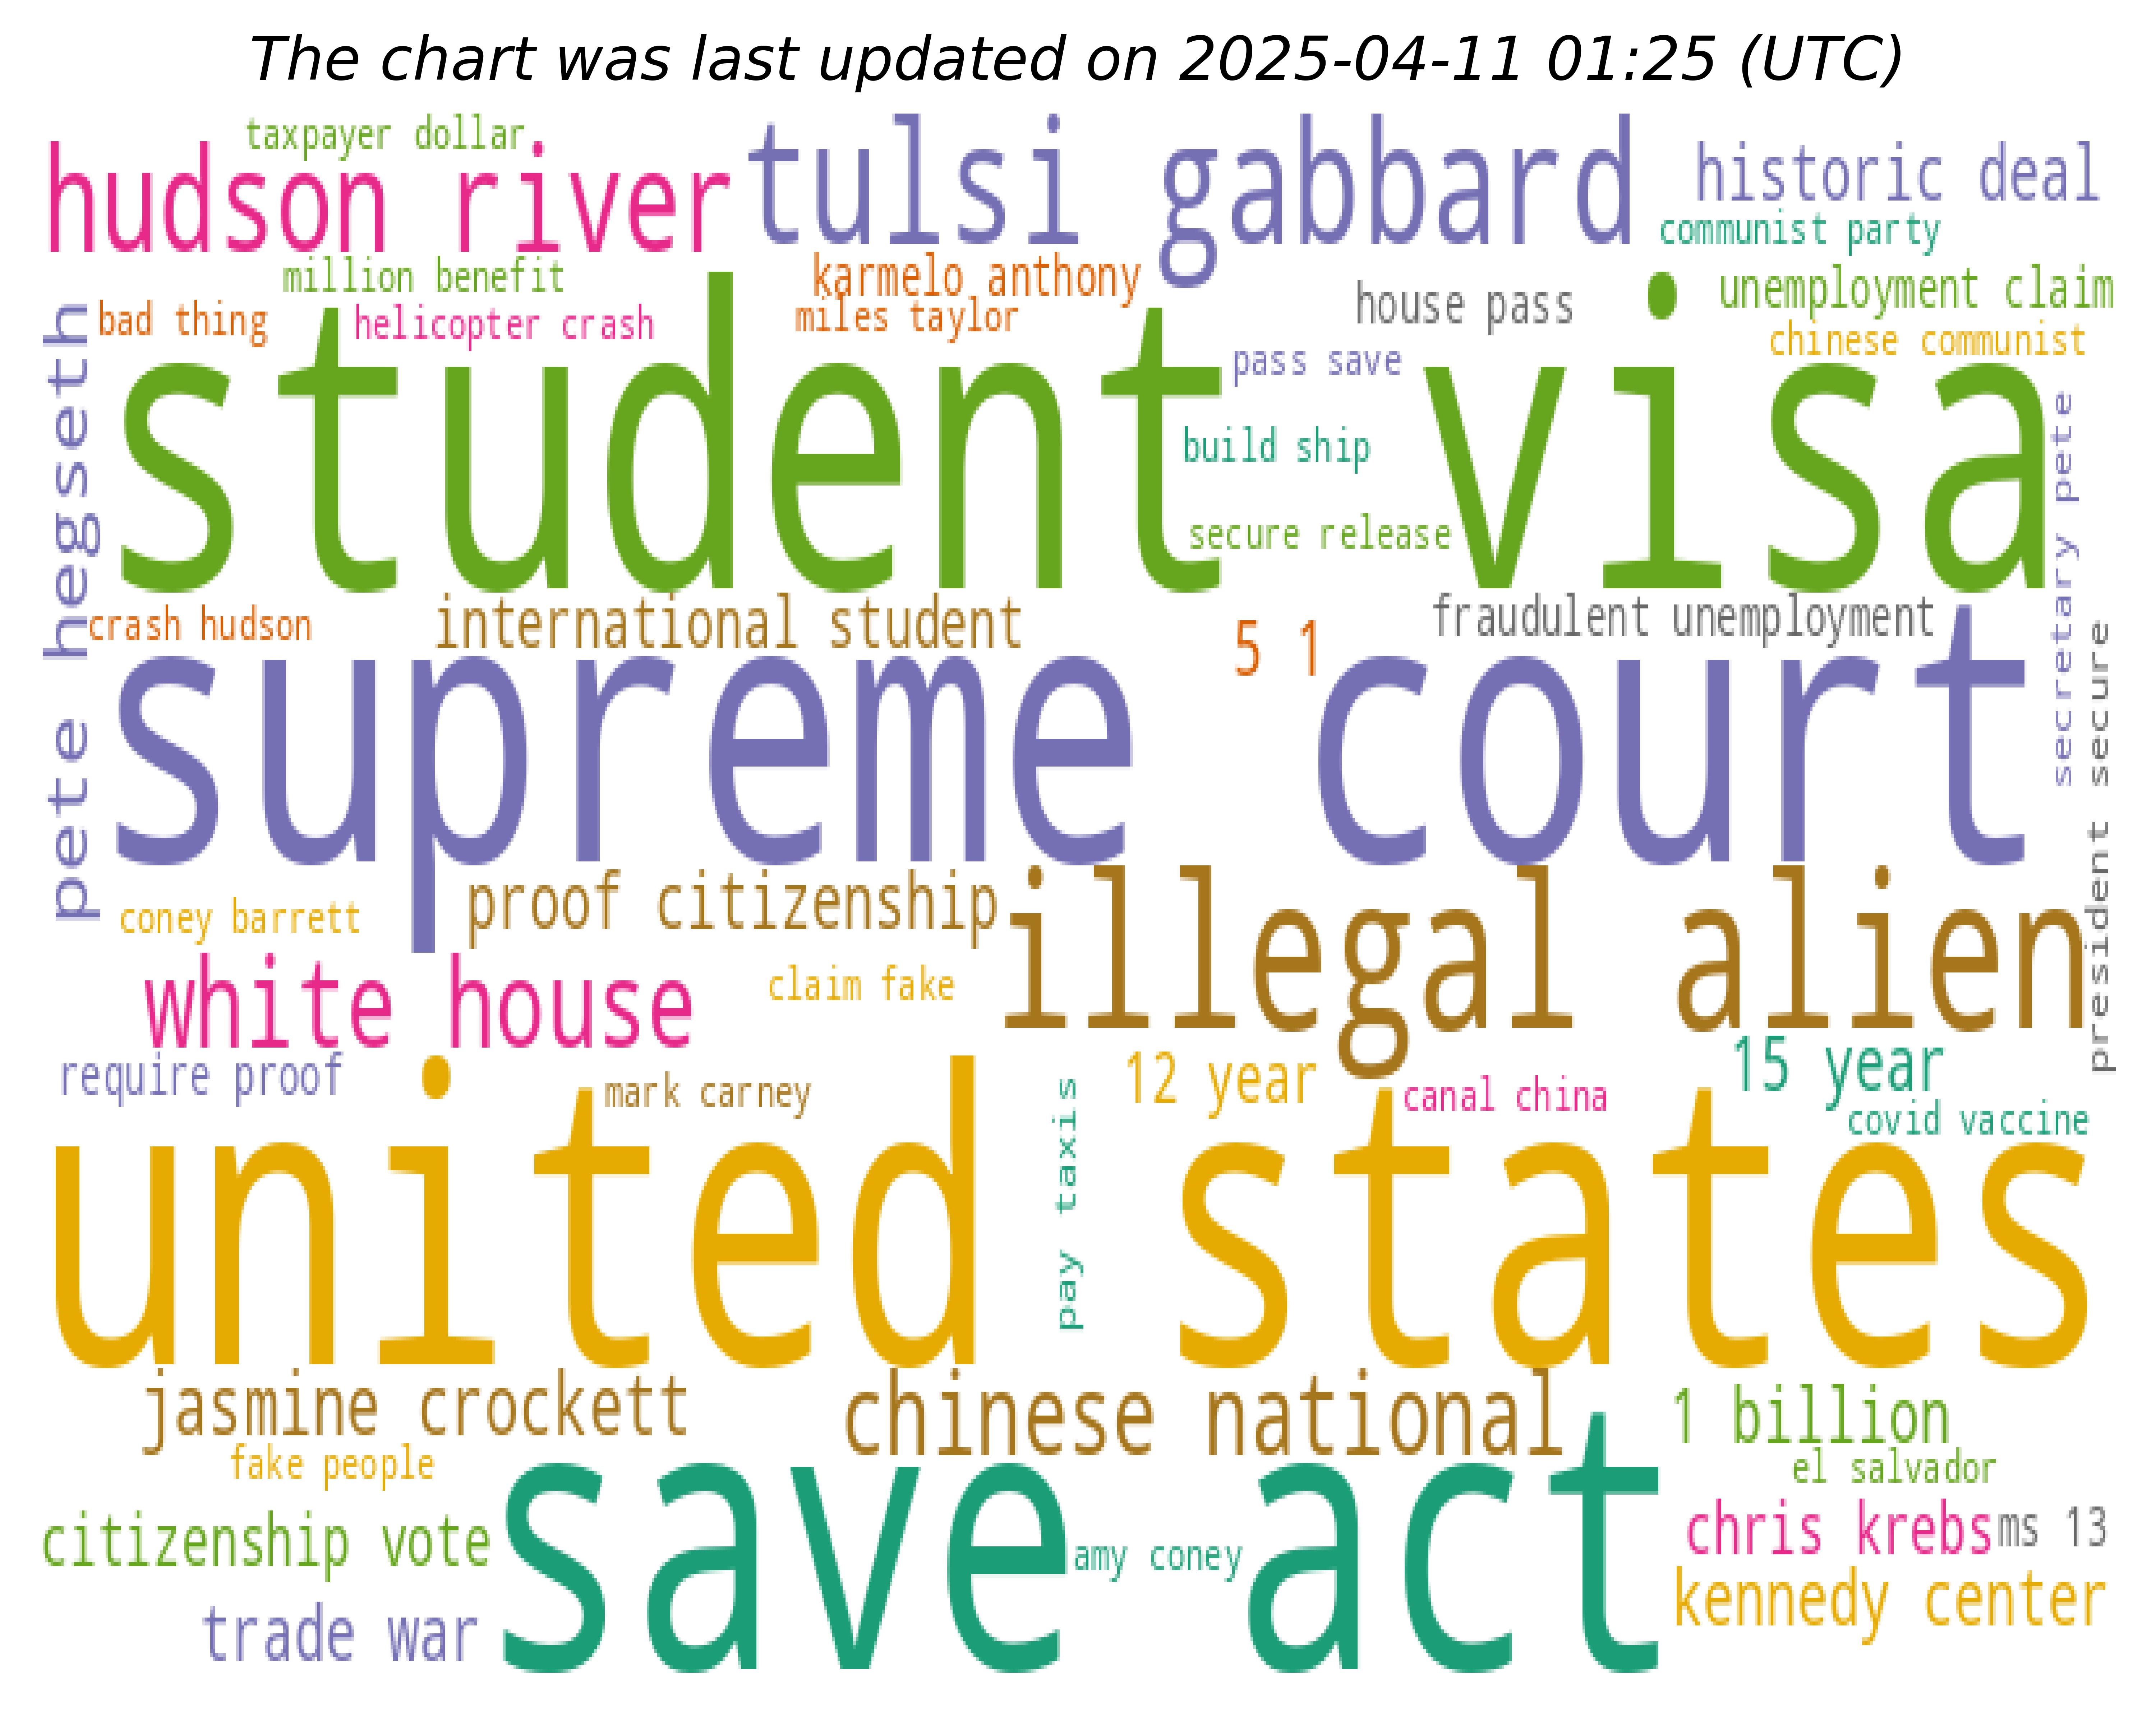 The chart was last updated on 2025-04-11 01:25 (UTC)
taxpayer dollar
hudson river
tulsi gabbard
historic deal
communist party
million benefit
karmelo anthony
house pass
unemployment claim
bad thing
helicopter crash
miles taylor
chinese communist
pass save
student visa
build ship
secure release
pete hegseth
secretary pete
crash hudson
international student
5 1
fraudulent unemployment
supreme court
president secure
coney barrett
proof citizenship
illegal alien
white house
claim fake
require proof
mark carney
12 year
canal china
15 year
covid vaccine
united states
pay taxis
jasmine crockett
chinese national
1 billion
fake people
el salvador
citizenship vote
save act
amy coney
chris krebs
ms 13
kennedy center
trade war